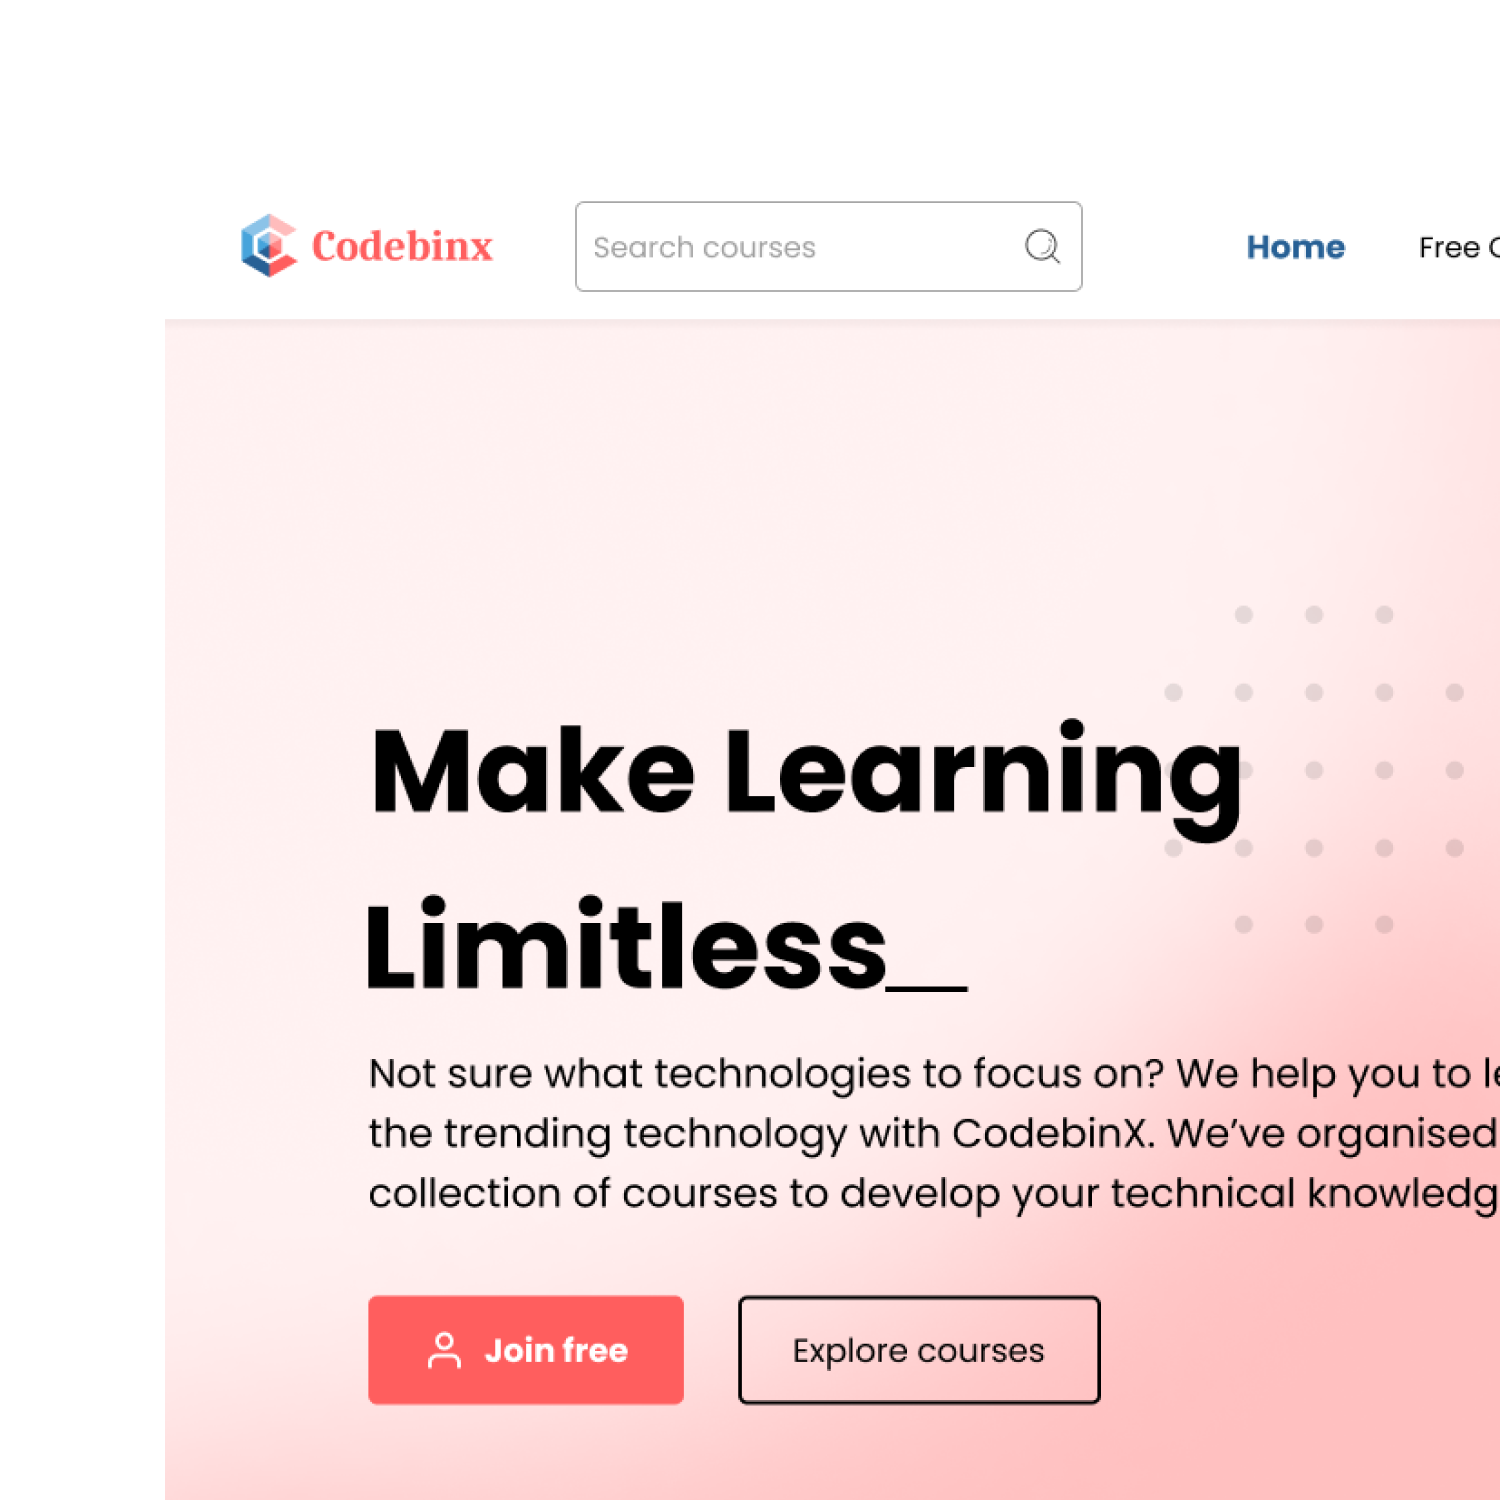 Codebinx
Search courses
Home
Free
Make Learning
Limitless_
Not sure what technologies to focus on? We help you to
the trending technology with CodebinX. We’ve organised
collection of courses to develop your technical
Join free
Explore courses